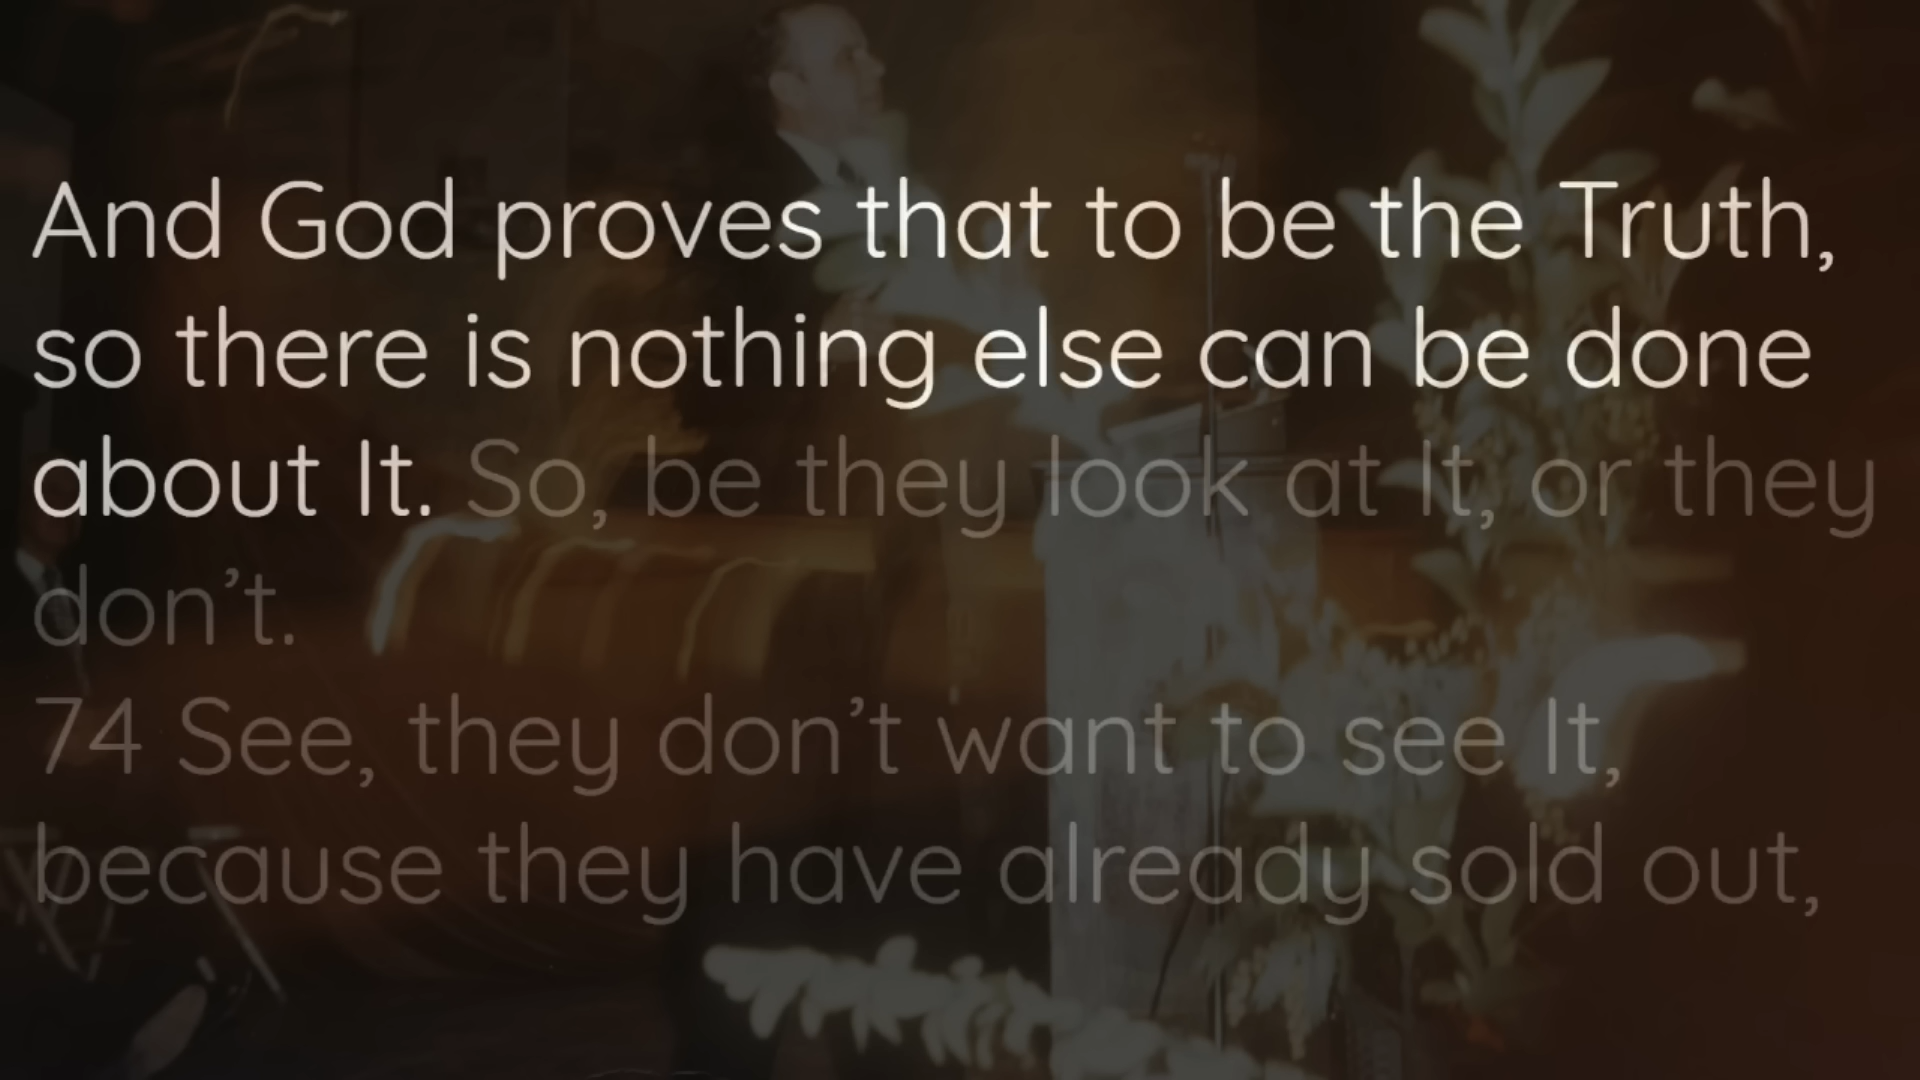 And God proves that to be the Truth,
so there is nothing else can be done
about It. So, be they look at It, or they
don’t.
74 See, they don’t want to see It,
because they have already sold out,